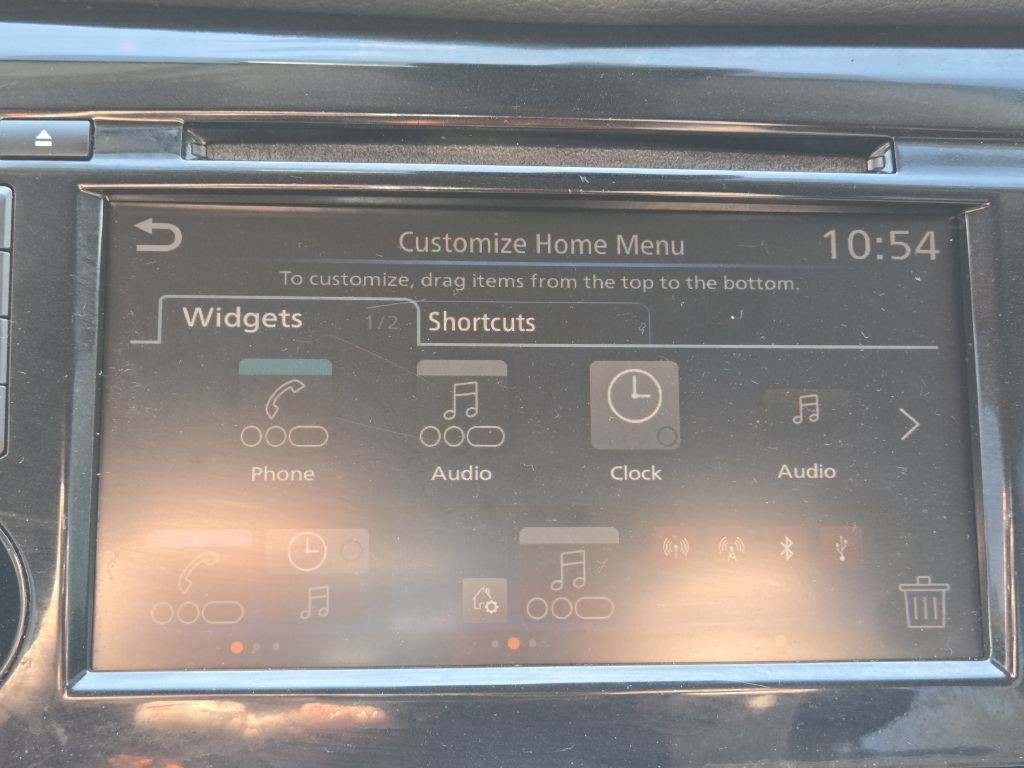 Customize Home Menu
10:54
To customize, drag items from the top to the bottom.
Widgets 1/2
Shortcuts
Phone
Audio
Clock
Audio